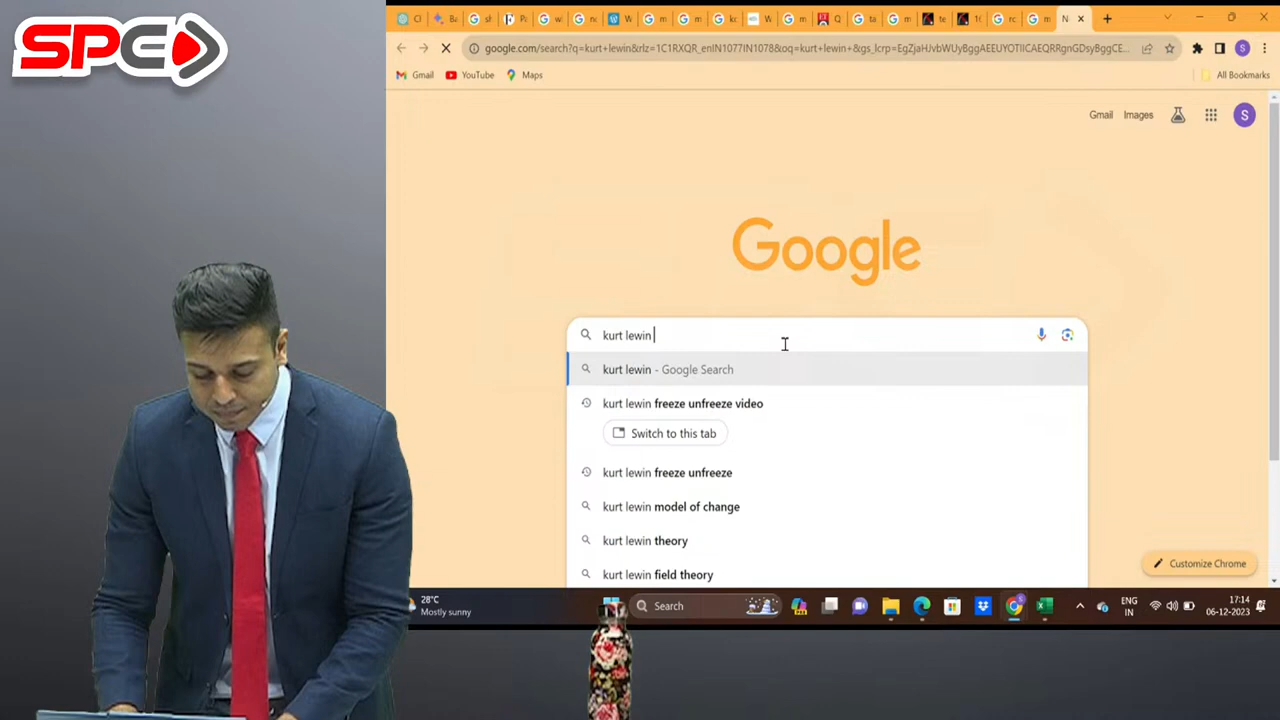 SPE
google.com/search?q=kurt+lewin&rlz=1C1RXQR_enIN1077IN1078&oq=kurt+lewin+&gs_lcrp=
Gmail YouTube Maps All Bookmarks
Gmail Images S
Google
kurt lewin
kurt lewin - Google Search
kurt lewin freeze unfreeze video
Switch to this tab
kurt lewin freeze unfreeze
kurt lewin model of change
kurt lewin theory
kurt lewin field theory
Customize Chrome
28°C
Mostly sunny
Search
ENG
IN
17:14
06-12-2023